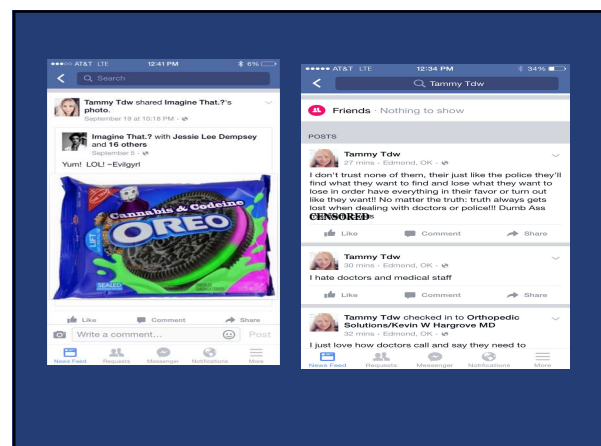 AT&T LTE 12:41 PM 6%
Search
Tammy Tdw shared Imagine That.?'s
photo.
September 19 at 10:18 PM ·
Imagine That.? with Jessie Lee Dempsey
and 16 others
September 5 ·
Yum! LOL! ~Evilgyrl
Cannabis & Codeine
OREO
SEALED
Like Comment Share
Write a comment... Post
News Feed Requests Messenger Notifications More
AT&T LTE 12:34 PM 34%
Tammy Tdw
Friends · Nothing to show
POSTS
Tammy Tdw
27 mins · Edmond, OK ·
I don't trust none of them, their just like the police they'll
find what they want to find and lose what they want to
lose in order have everything in their favor or turn out
like they want!! No matter the truth: truth always gets
lost when dealing with doctors or police!!! Dumb Ass
CENSORED
Like Comment Share
Tammy Tdw
30 mins · Edmond, OK ·
I hate doctors and medical staff
Like Comment Share
Tammy Tdw checked in to Orthopedic
Solutions/Kevin W Hargrove MD
32 mins · Edmond, OK ·
I just love how doctors call and say they need to
News Feed Requests Messenger Notifications More